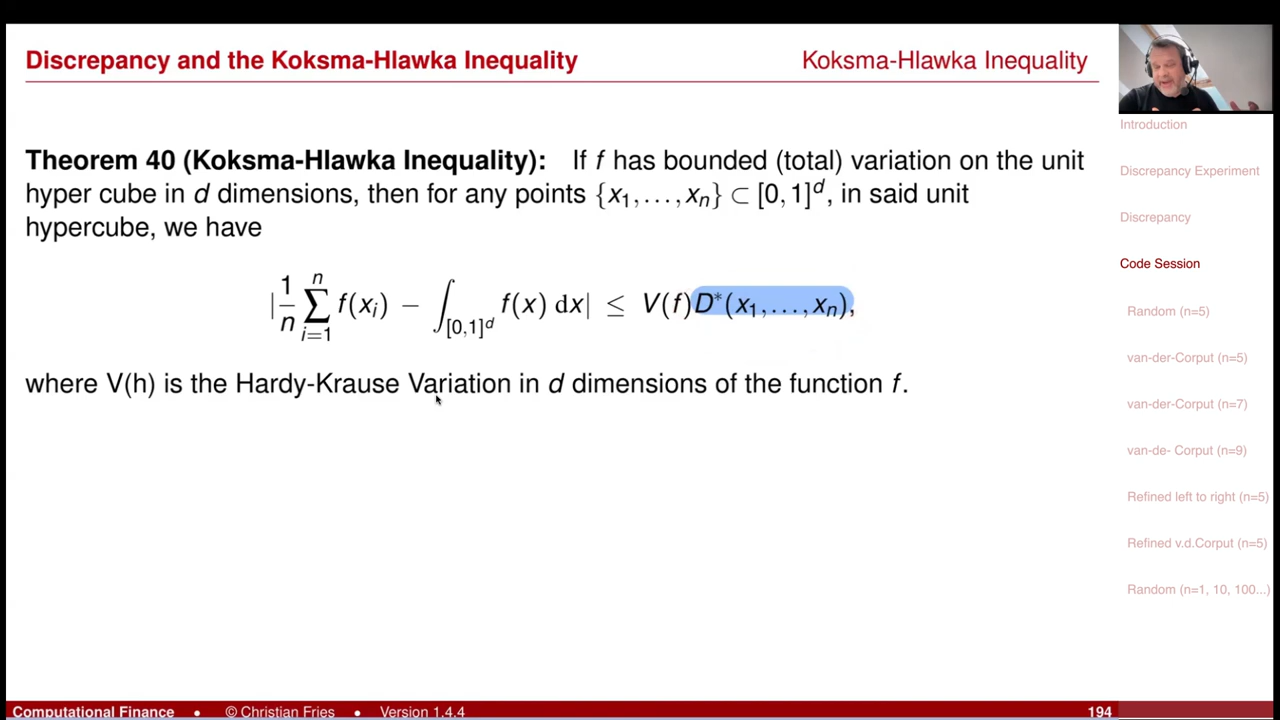 Discrepancy and the Koksma-Hlawka Inequality
Koksma-Hlawka Inequality
Theorem 40 (Koksma-Hlawka Inequality): If f has bounded (total) variation on the unit
hyper cube in d dimensions, then for any points {x₁, . . . , xₙ} ⊂ [0, 1]ᵈ, in said unit
hypercube, we have
|1/n ∑ⁿᵢ₌₁ f(xᵢ) − ∫_{[0,1]ᵈ} f(x) dx| ≤ V(f)D*(x₁, . . . , xₙ),
where V(h) is the Hardy-Krause Variation in d dimensions of the function f.
Introduction
Discrepancy Experiment
Discrepancy
Code Session
Random (n=5)
van-der-Corput (n=5)
van-der-Corput (n=7)
van-de- Corput (n=9)
Refined left to right (n=5)
Refined v.d.Corput (n=5)
Random (n=1, 10, 100...)
Computational Finance • © Christian Fries • Version 1.4.4
194